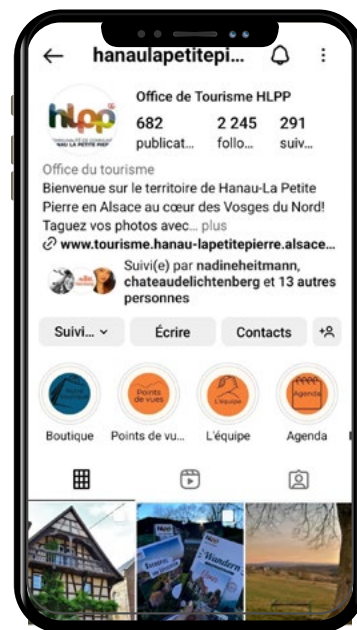 hanaulapetitepi...
hlpp
Office de Tourisme HLPP
682 2 245 291
publicat... follo... suiv...
Office du tourisme
Bienvenue sur le territoire de Hanau-La Petite
Pierre en Alsace au cœur des Vosges du Nord!
Taguez vos photos avec... plus
www.tourisme.hanau-lapetitepierre.alsace...
Suivi(e) par nadineheitmann,
chateaudelichtenberg et 13 autres
personnes
Suivi... Écrire Contacts
Points
de vues
L'équipe
Agenda
Boutique Points de vu... L'équipe Agenda
Wandern